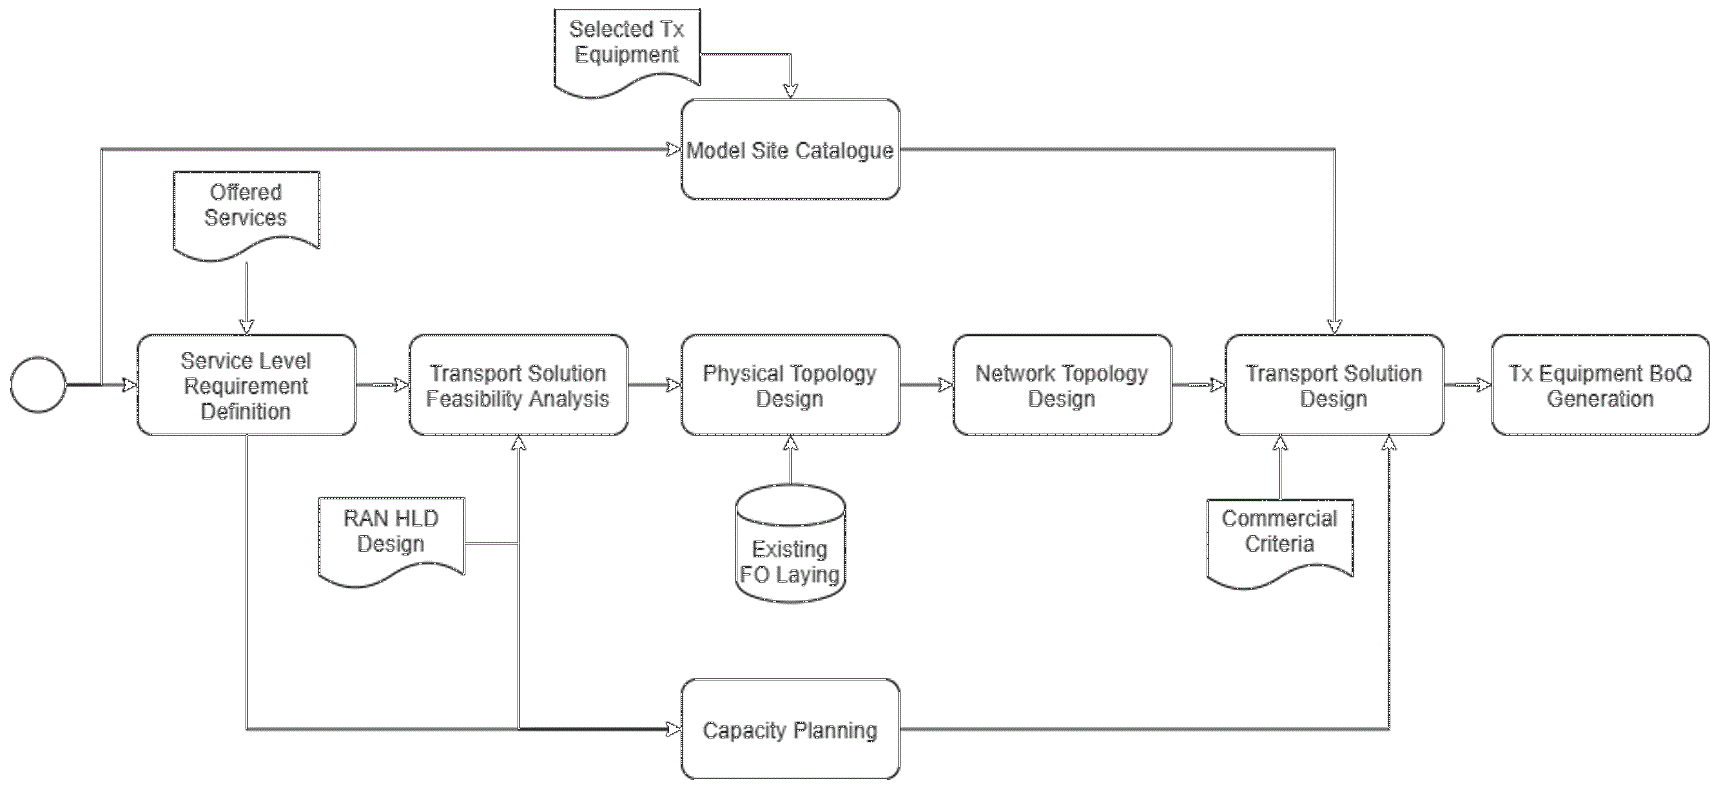 Selected Tx
Equipment
Model Site Catalogue
Offered
Services
Service Level
Requirement
Definition
Transport Solution
Feasibility Analysis
Physical Topology
Design
Network Topology
Design
Transport Solution
Design
Tx Equipment BoQ
Generation
RAN HLD
Design
Existing
FO Laying
Commercial
Criteria
Capacity Planning